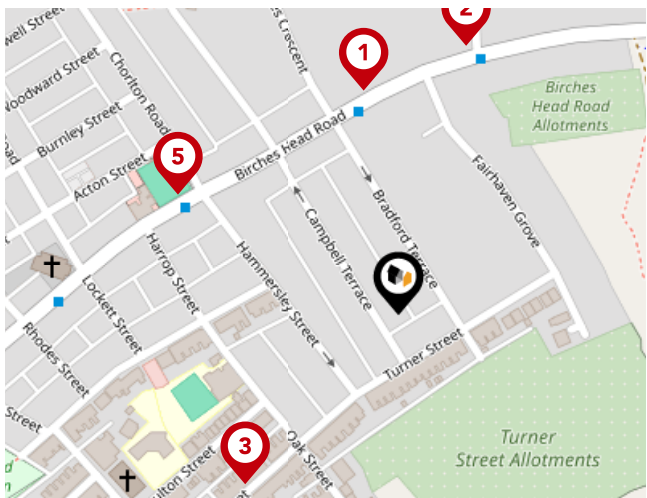 2
1
5
3
Woodward Street
Chorlton Road
Burnley Street
Acton Street
Birches Head Road
Birches
Head Road
Allotments
Fairhaven Grove
Bradford Terrace
Campbell Terrace
Hammersley Street
Harrop Street
Lockett Street
Rhodes Street
Turner Street
Oak Street
Street
Road
Crescent
Turner
Street Allotments